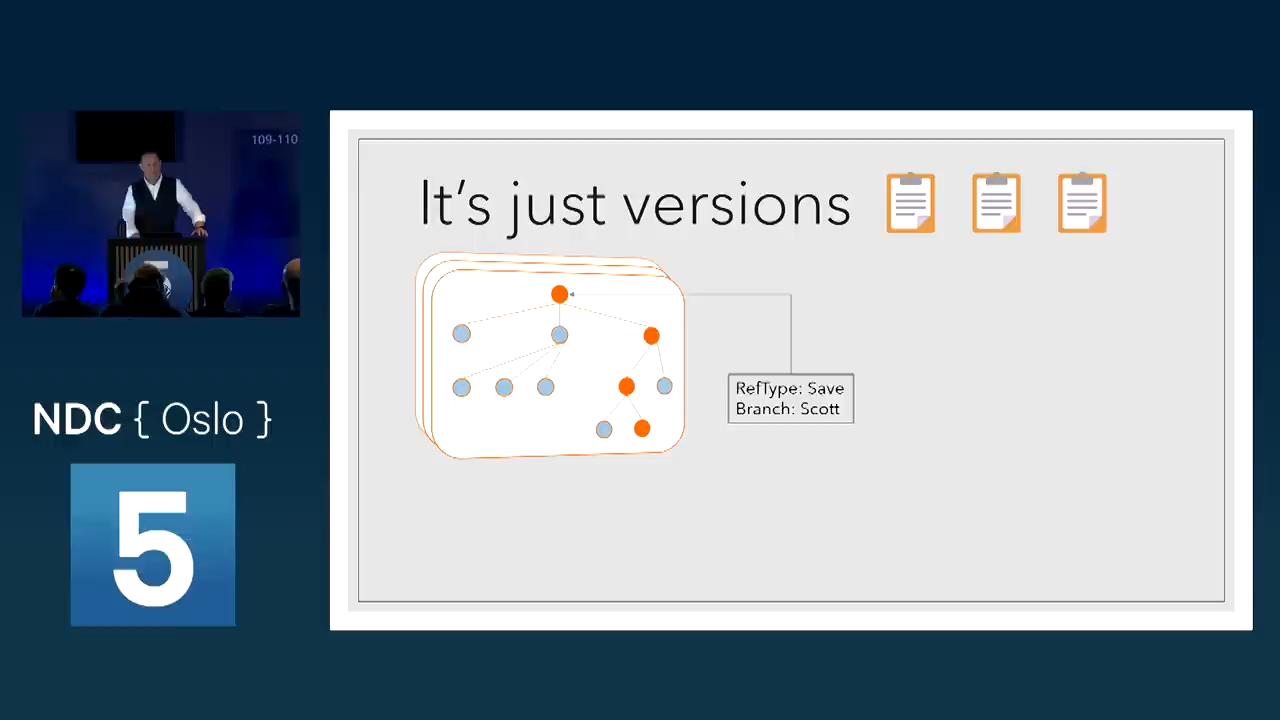 109-110
NDC { Oslo }
5
It's just versions
RefType: Save
Branch: Scott